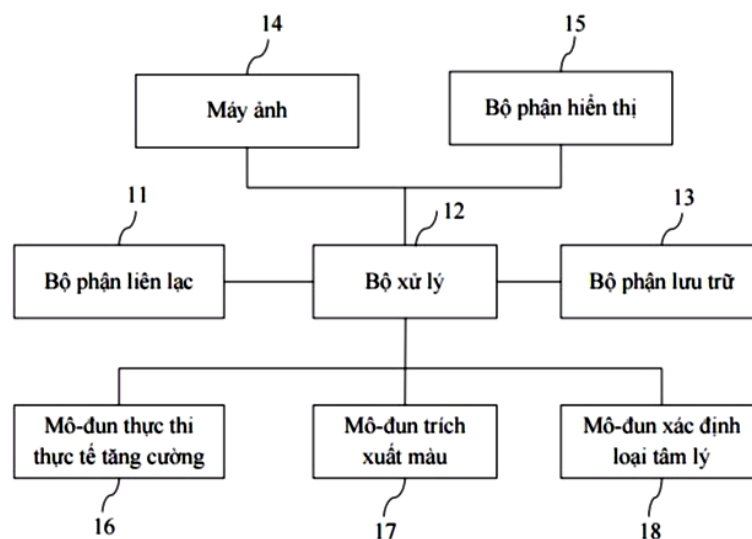 14
15
Máy ảnh
Bộ phận hiển thị
11
12
13
Bộ phận liên lạc
Bộ xử lý
Bộ phận lưu trữ
Mô-đun thực thi
thực tế tăng cường
Mô-đun trích
xuất màu
Mô-đun xác định
loại tâm lý
16
17
18